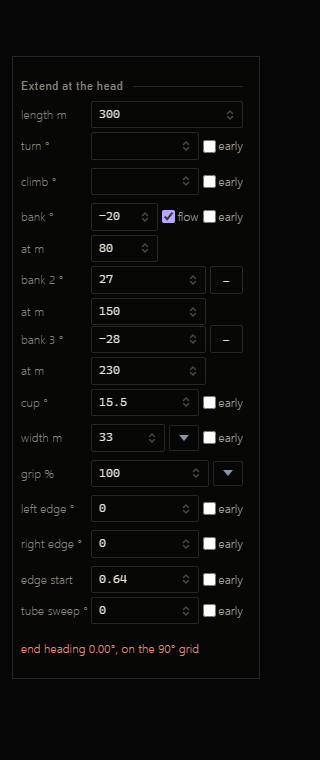 Extend at the head
length m 300
turn ° early
climb ° early
bank ° −20 flow early
at m 80
bank 2 ° 27 −
at m 150
bank 3 ° −28 −
at m 230
cup ° 15.5 early
width m 33 early
grip % 100
left edge ° 0 early
right edge ° 0 early
edge start 0.64 early
tube sweep ° 0 early
end heading 0.00°, on the 90° grid